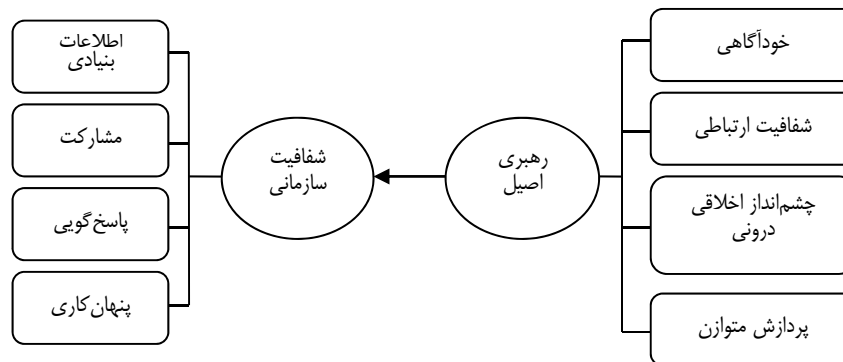 خودآگاهی
شفافیت ارتباطی
چشم‌انداز اخلاقی
درونی
پردازش متوازن
رهبری
اصیل
شفافیت
سازمانی
اطلاعات
بنیادی
مشارکت
پاسخ‌گویی
پنهان‌کاری